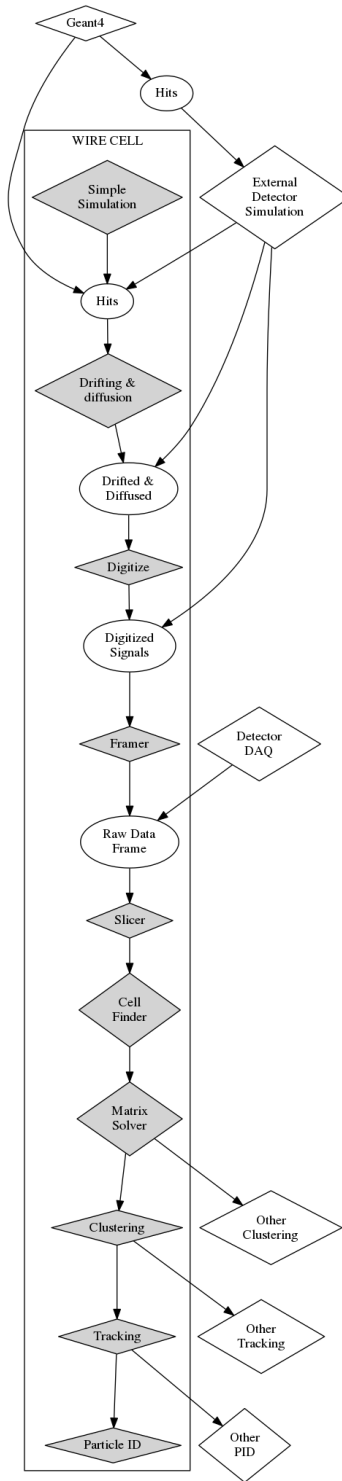 Geant4
Hits
WIRE CELL
Simple
Simulation
External
Detector
Simulation
Hits
Drifting &
diffusion
Drifted &
Diffused
Digitize
Digitized
Signals
Framer
Detector
DAQ
Raw Data
Frame
Slicer
Cell
Finder
Matrix
Solver
Clustering
Other
Clustering
Tracking
Other
Tracking
Particle ID
Other
PID